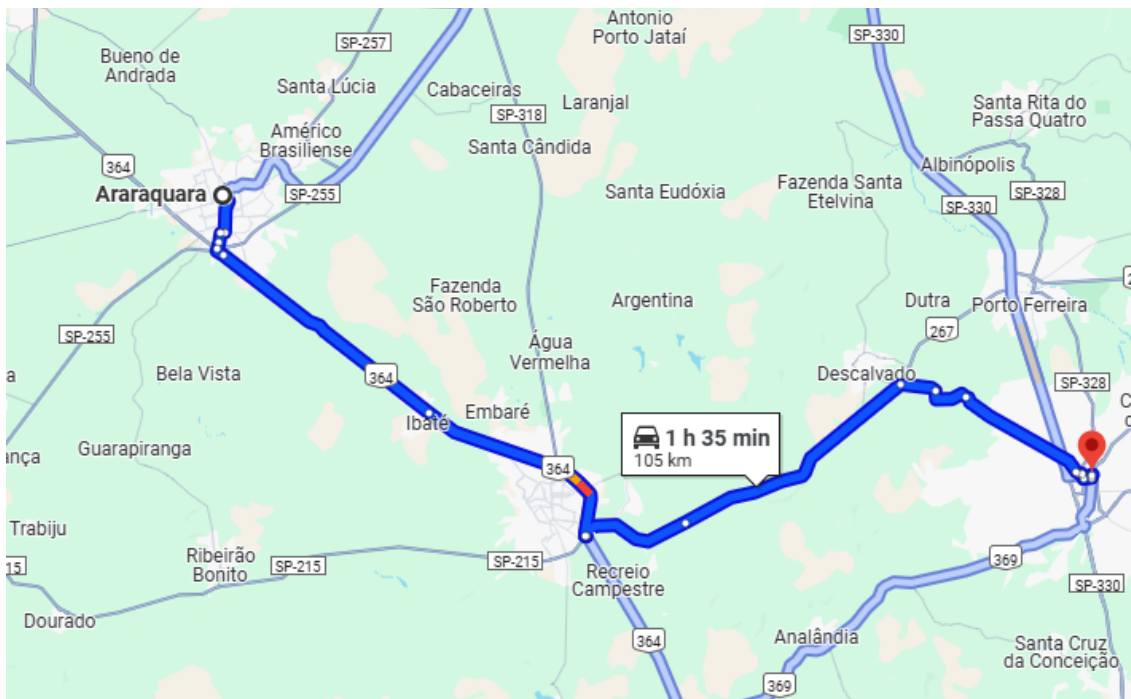 Antonio
Porto Jataí
SP-257
SP-330
Bueno de
Andrada
Santa Lúcia
Cabaceiras
Laranjal
SP-318
Santa Rita do
Passa Quatro
Américo
Brasiliense
Santa Cândida
364
Albinópolis
Araraquara
SP-255
Santa Eudóxia
Fazenda Santa
Etelvina
SP-328
SP-330
Fazenda
São Roberto
Argentina
Dutra
Porto Ferreira
267
SP-255
Água
Vermelha
Bela Vista
364
Descalvado
SP-328
a
Ibaté
Embaré
C
d
1 h 35 min
105 km
Guarapiranga
ança
364
Trabiju
Ribeirão
Bonito
SP-215
SP-215
15
Recreio
Campestre
369
SP-330
Dourado
364
Analândia
Santa Cruz
da Conceição
369